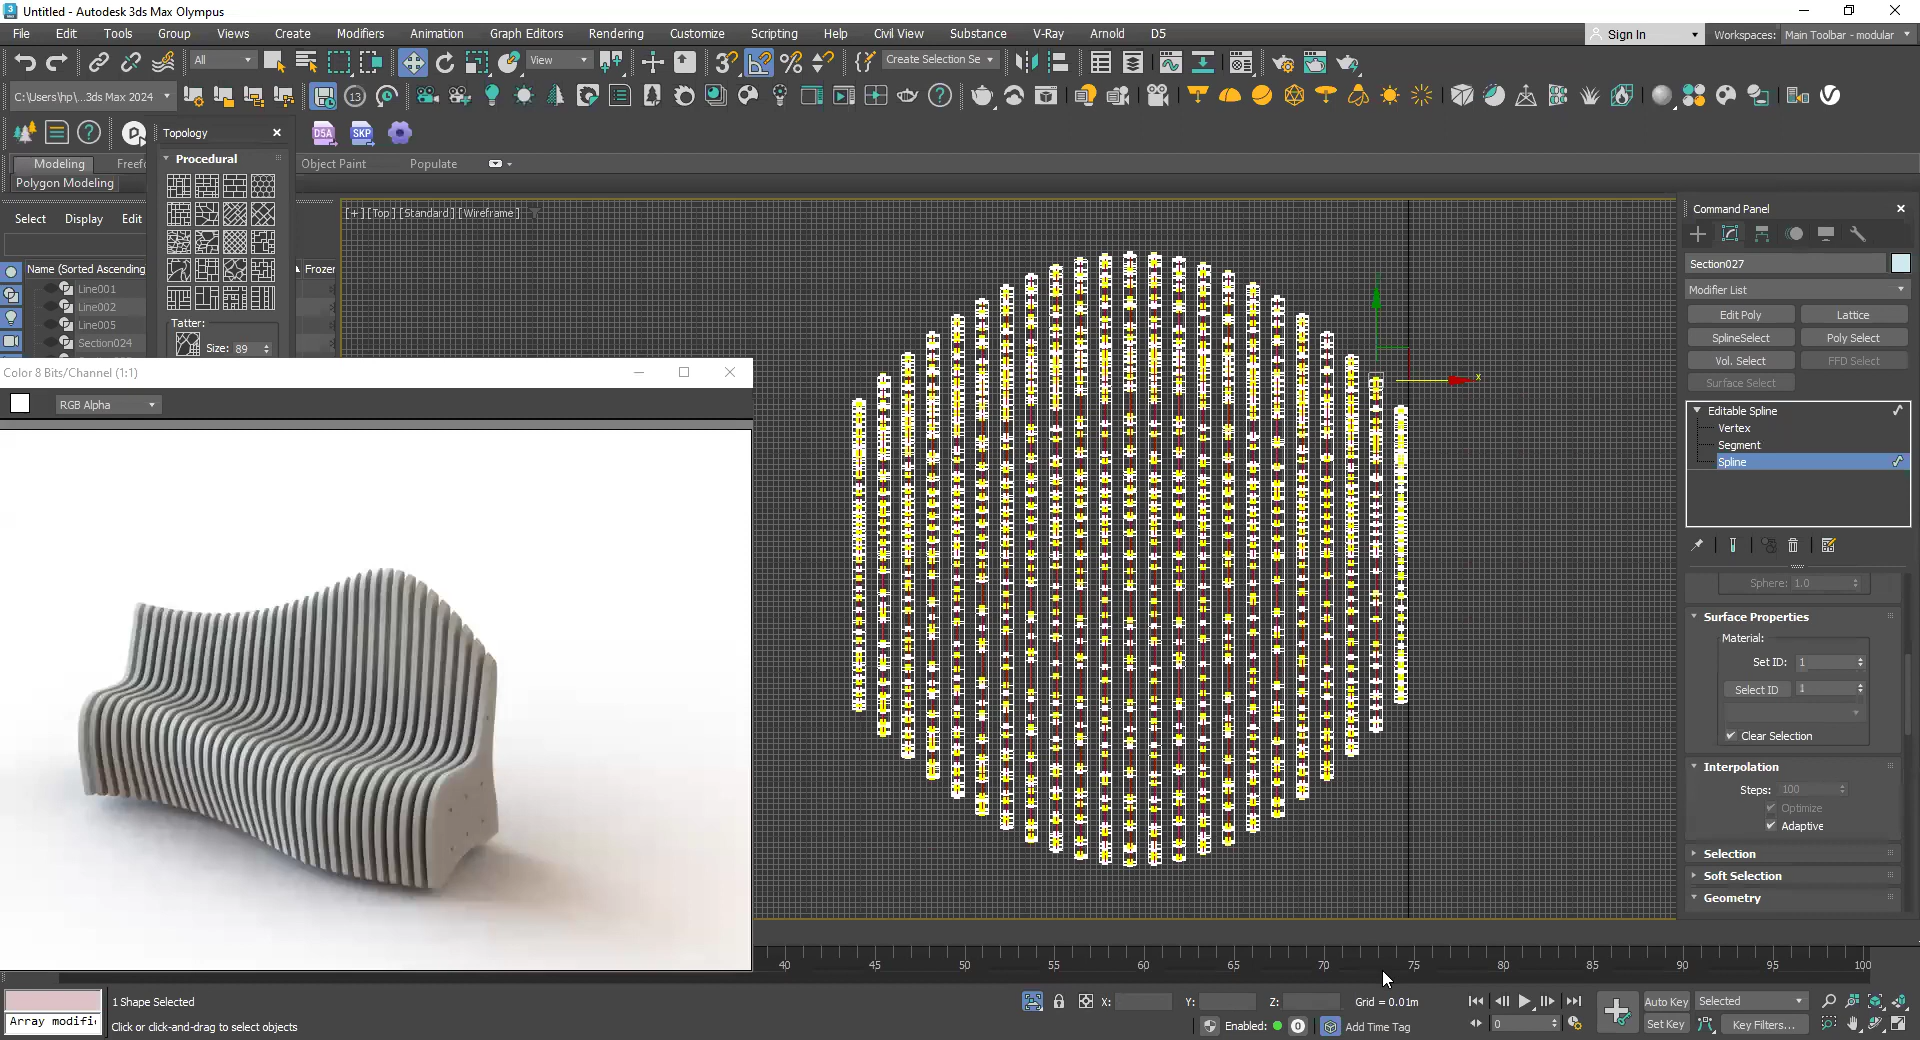 Untitled - Autodesk 3ds Max Olympus
File Edit Tools Group Views Create Modifiers Animation Graph Editors Rendering Customize Scripting Help Civil View Substance V-Ray Arnold D5
Sign In Workspaces: Main Toolbar - modular
All View Create Selection Se
C:\Users\hp\...3ds Max 2024 13
Topology D5A SKP
Modeling Freef Object Paint Populate
Procedural
Polygon Modeling
Select Display Edit
[+] [Top] [Standard] [Wireframe]
Name (Sorted Ascending Frozen
Line001
Line002
Line005
Section024
Tatter:
Size: 89
Color 8 Bits/Channel (1:1)
RGB Alpha
x
Command Panel
Section027
Modifier List
Edit Poly Lattice
SplineSelect Poly Select
Vol. Select FFD Select
Surface Select
Editable Spline
Vertex
Segment
Spline
Sphere: 1.0
Surface Properties
Material:
Set ID: 1
Select ID 1
Clear Selection
Interpolation
Steps: 100
Optimize
Adaptive
Selection
Soft Selection
Geometry
40 45 50 55 60 65 70 75 80 85 90 95 100
1 Shape Selected X: Y: Z: Grid = 0.01m Auto Key Selected
Array modifi Click or click-and-drag to select objects Enabled: 0 Add Time Tag 0 Set Key Key Filters...